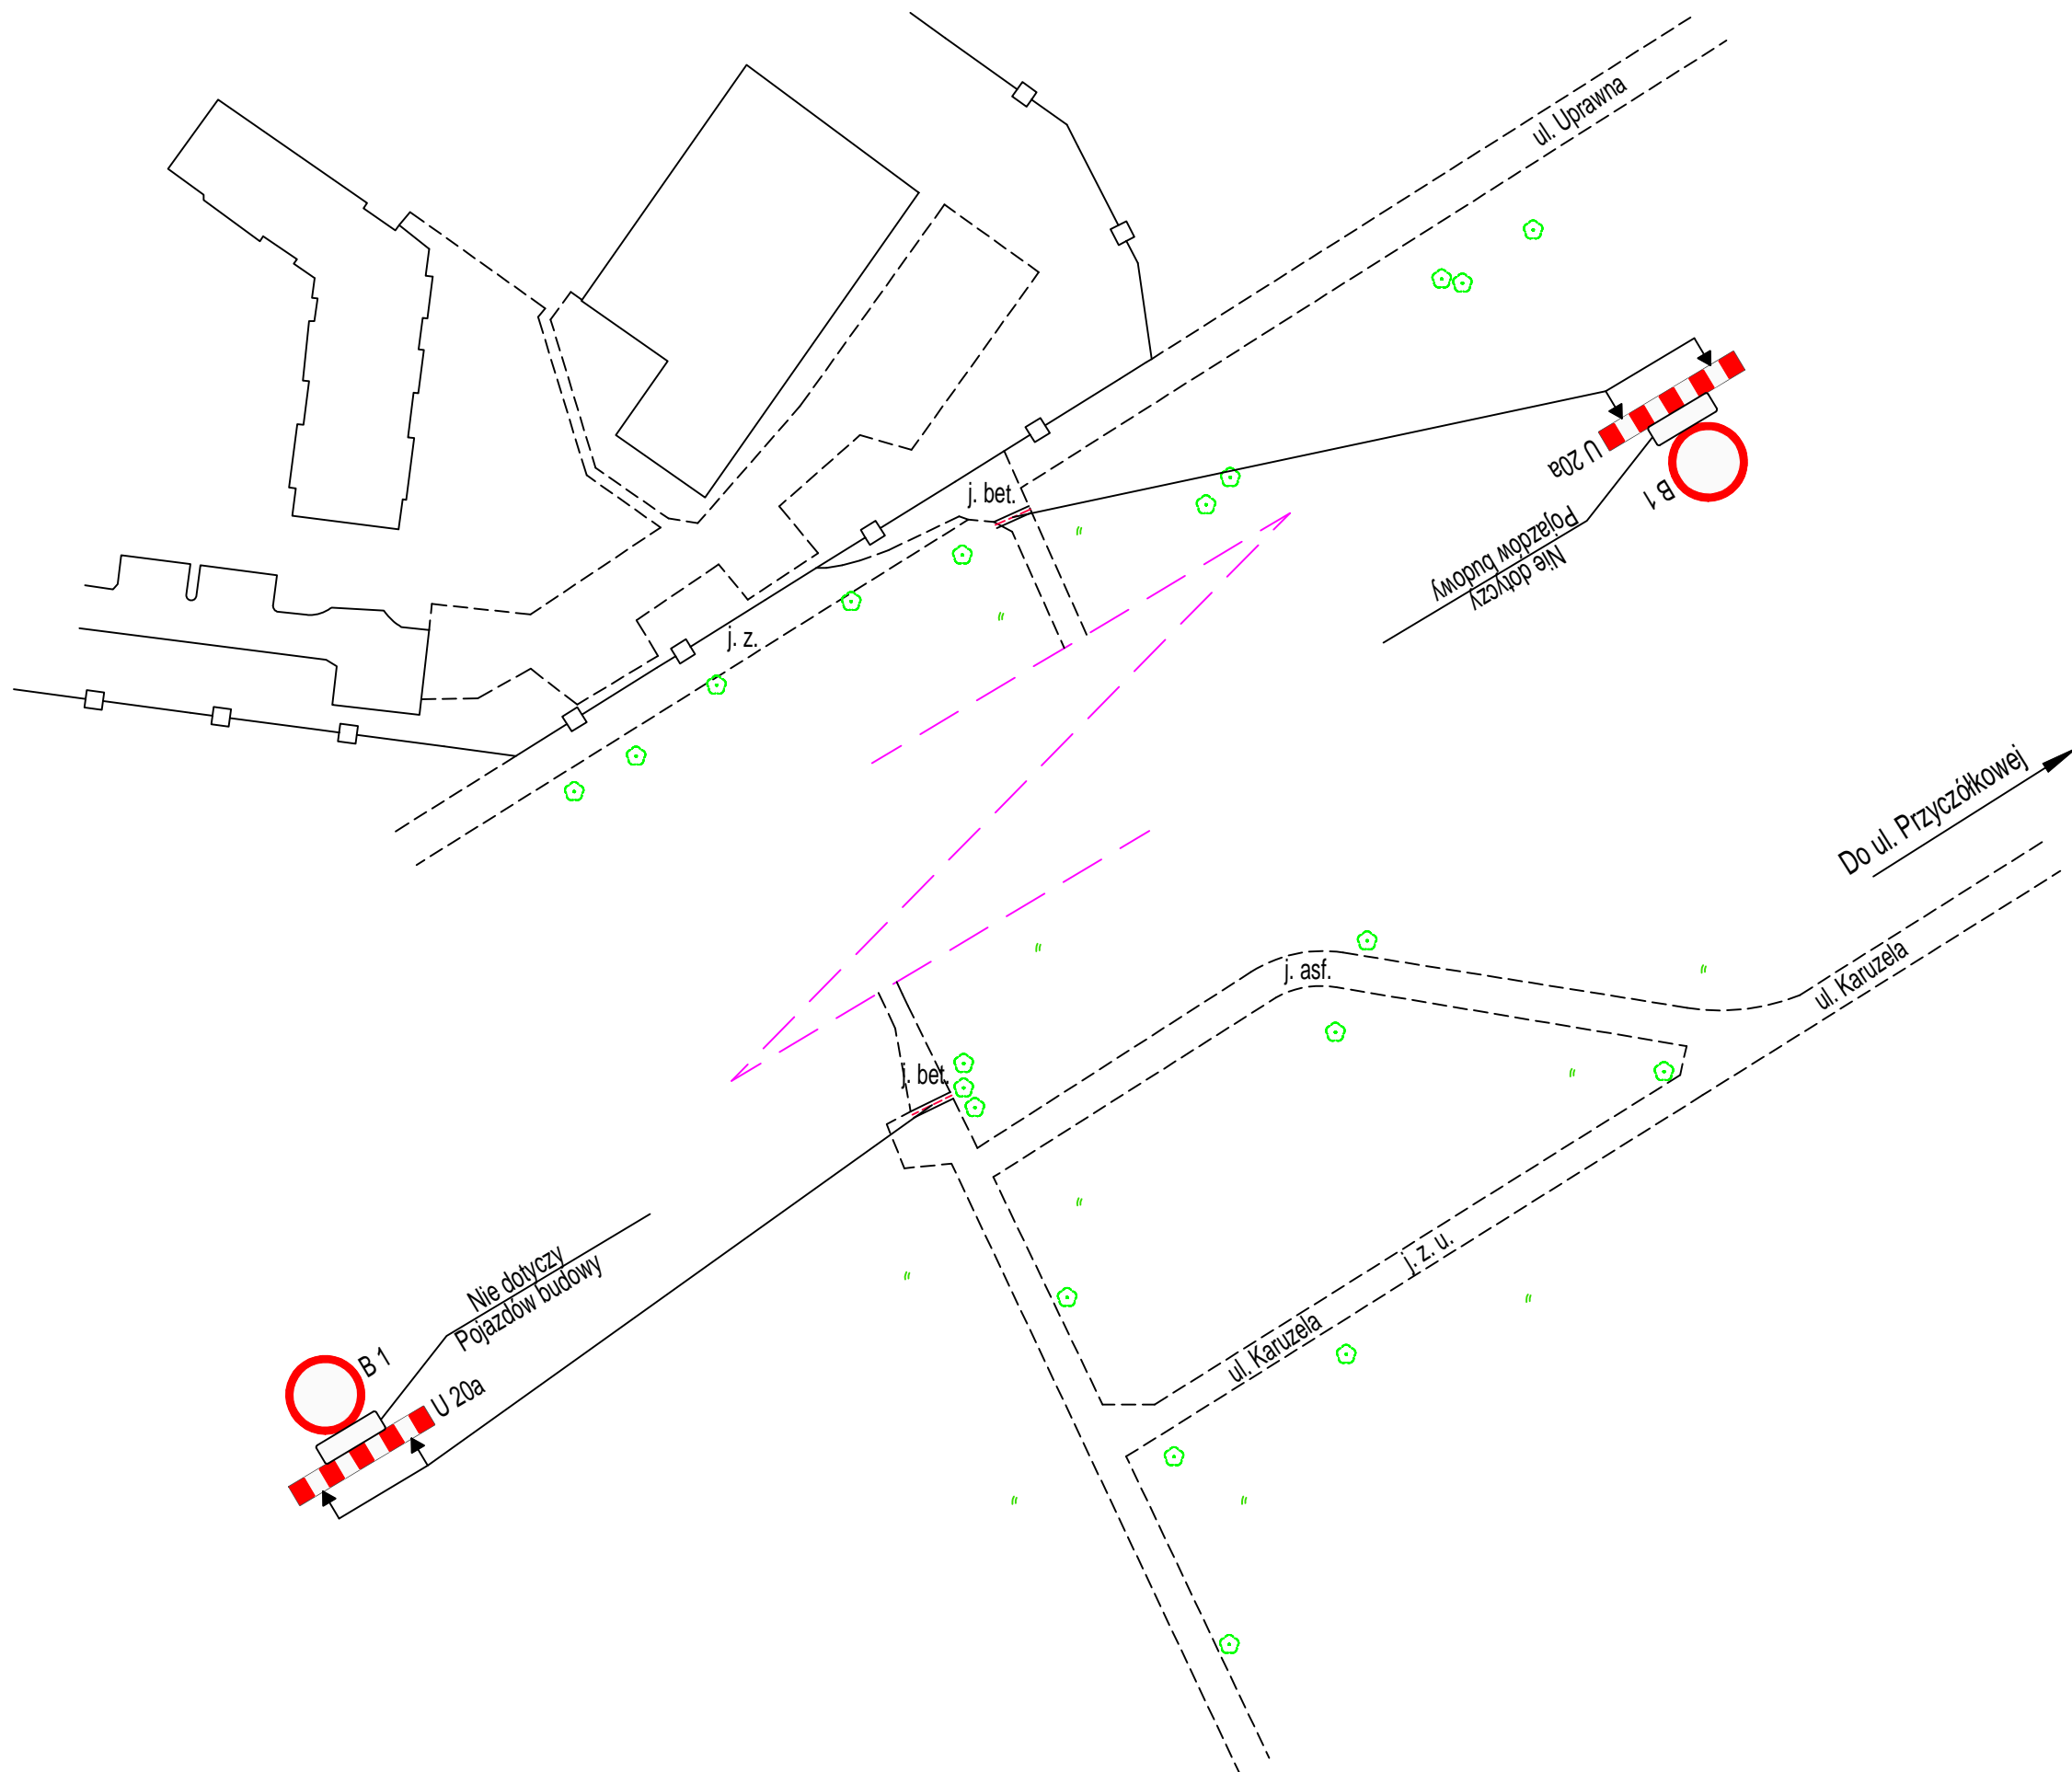 ul. Uprawna
j. bet.
U 20a
B 1
Nie dotyczy
Pojazdów budowy
j. z.
Do ul. Przyczółkowej
ul. Karuzela
j. asf.
j. bet.
Nie dotyczy
Pojazdów budowy
j. z. u.
ul. Karuzela
B 1
U 20a